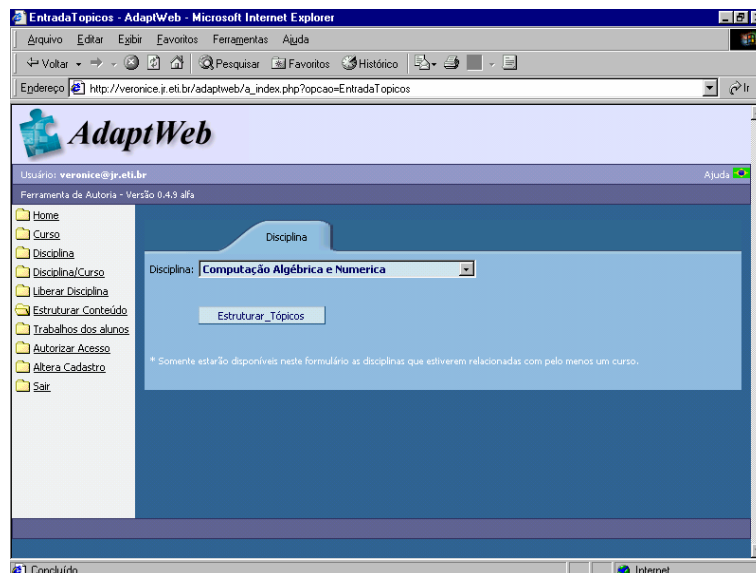 EntradaTopicos - AdaptWeb - Microsoft Internet Explorer
Arquivo Editar Exibir Favoritos Ferramentas Ajuda
Voltar Pesquisar Favoritos Histórico
Endereço http://veronice.jr.eti.br/adaptweb/a_index.php?opcao=EntradaTopicos Ir
AdaptWeb
Usuário: veronice@jr.eti.br Ajuda
Ferramenta de Autoria - Versão 0.4.9 alfa
Home
Curso
Disciplina
Disciplina/Curso
Liberar Disciplina
Estruturar Conteúdo
Trabalhos dos alunos
Autorizar Acesso
Altera Cadastro
Sair
Disciplina
Disciplina: Computação Algébrica e Numerica
Estruturar_Tópicos
* Somente estarão disponíveis neste formulário as disciplinas que estiverem relacionadas com pelo menos um curso.
Concluído Internet